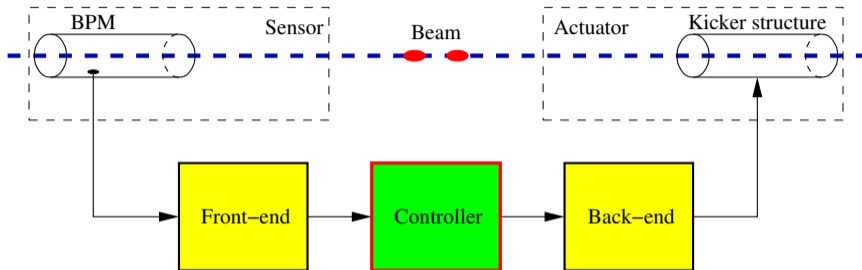 BPM
Sensor
Beam
Actuator
Kicker structure
Front−end
Controller
Back−end